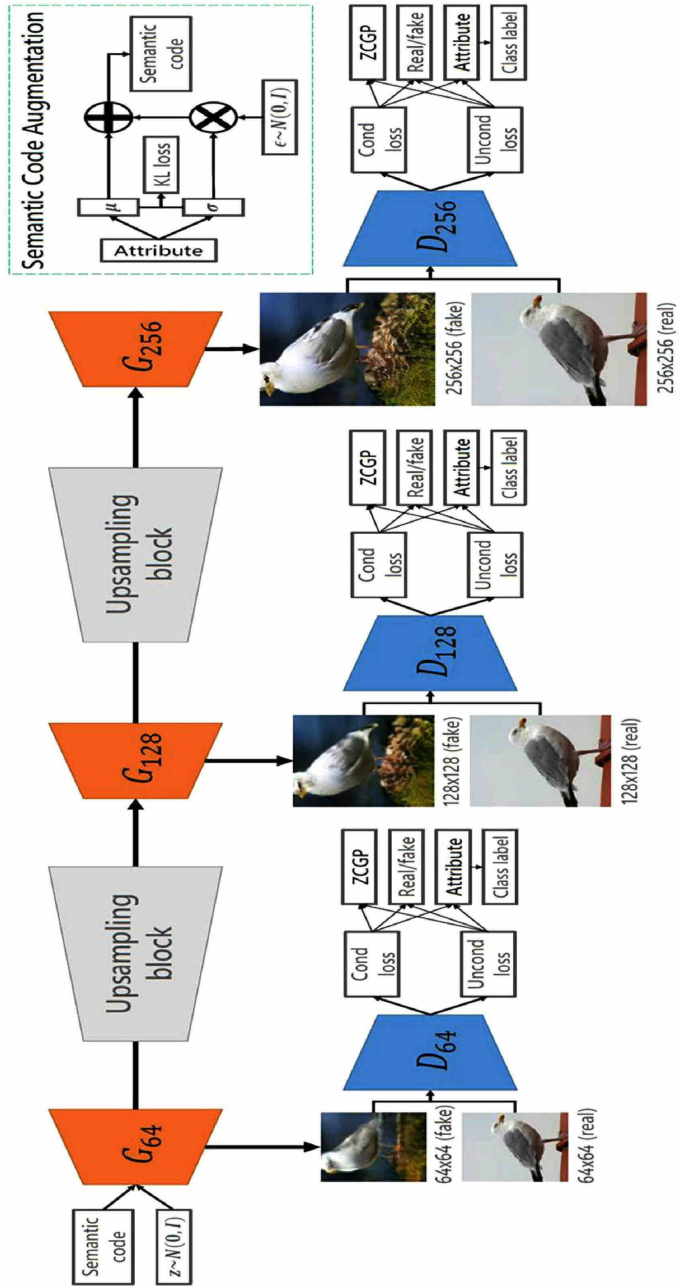 Semantic
code
z~N(0,I)
G64
Upsampling
block
G128
Upsampling
block
G256
Semantic Code Augmentation
Attribute
μ
σ
KL loss
Semantic
code
ϵ~N(0,I)
64x64 (fake)
64x64 (real)
D64
Cond
loss
Uncond
loss
ZCGP
Real/fake
Attribute
Class label
128x128 (fake)
128x128 (real)
D128
Cond
loss
Uncond
loss
ZCGP
Real/fake
Attribute
Class label
256x256 (fake)
256x256 (real)
D256
Cond
loss
Uncond
loss
ZCGP
Real/fake
Attribute
Class label